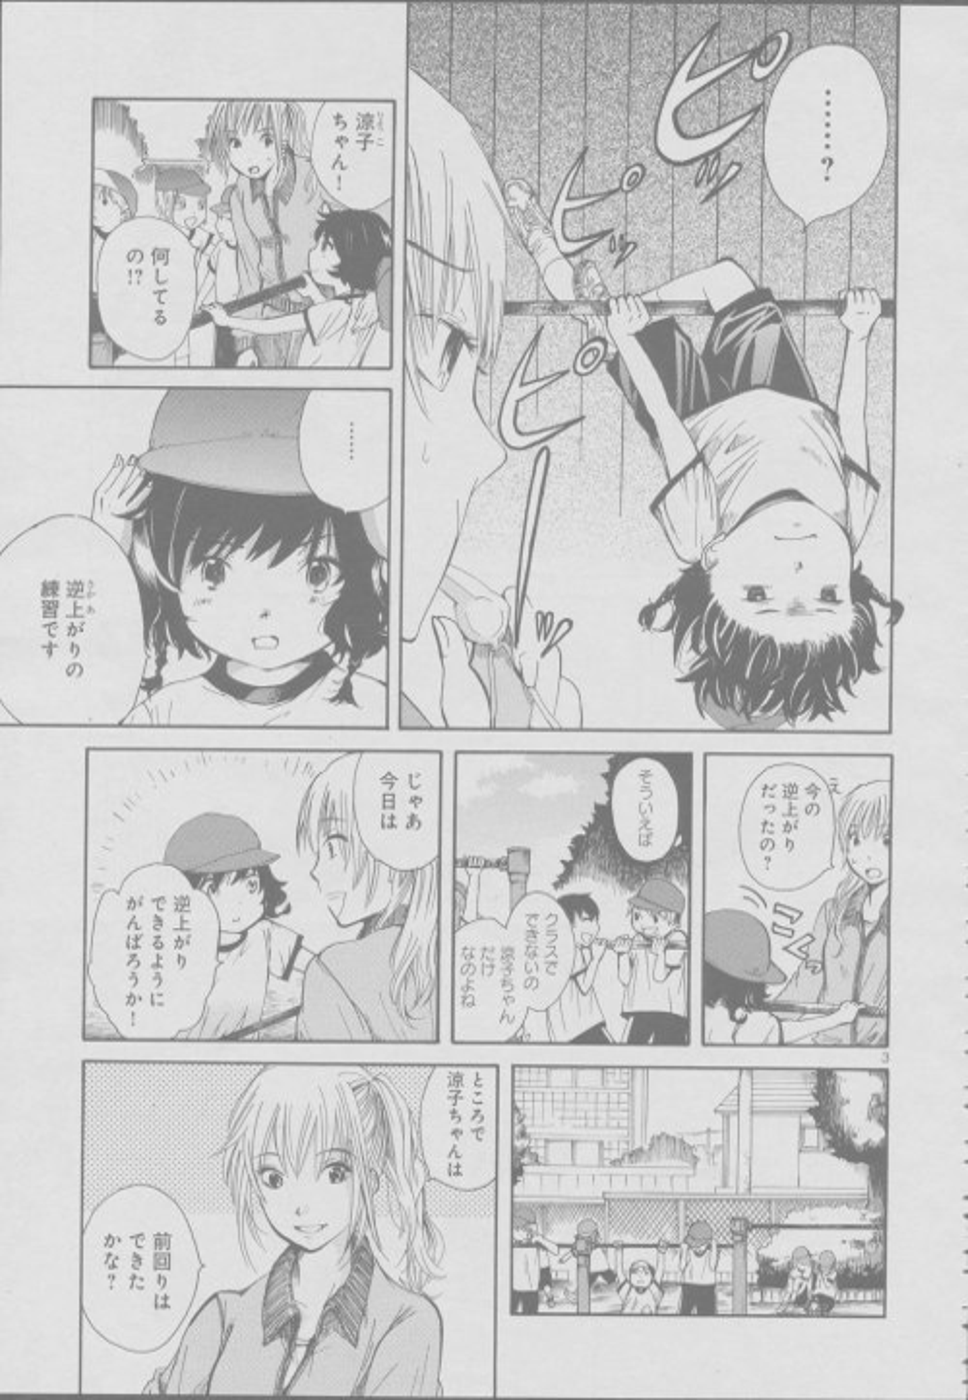 ……？
ピ
ピ
ピッ
涼子
ちゃん！
何してる
の!?
……
逆上がりの
練習です
え
今の
逆上がり
だったの？
こくっ
そういえば
クラスで
できないの
涼子ちゃん
だけ
なのよね
じゃあ
今日は
逆上がり
できるように
がんばろうか！
3
ところで
涼子ちゃんは
前回りは
できた
かな？